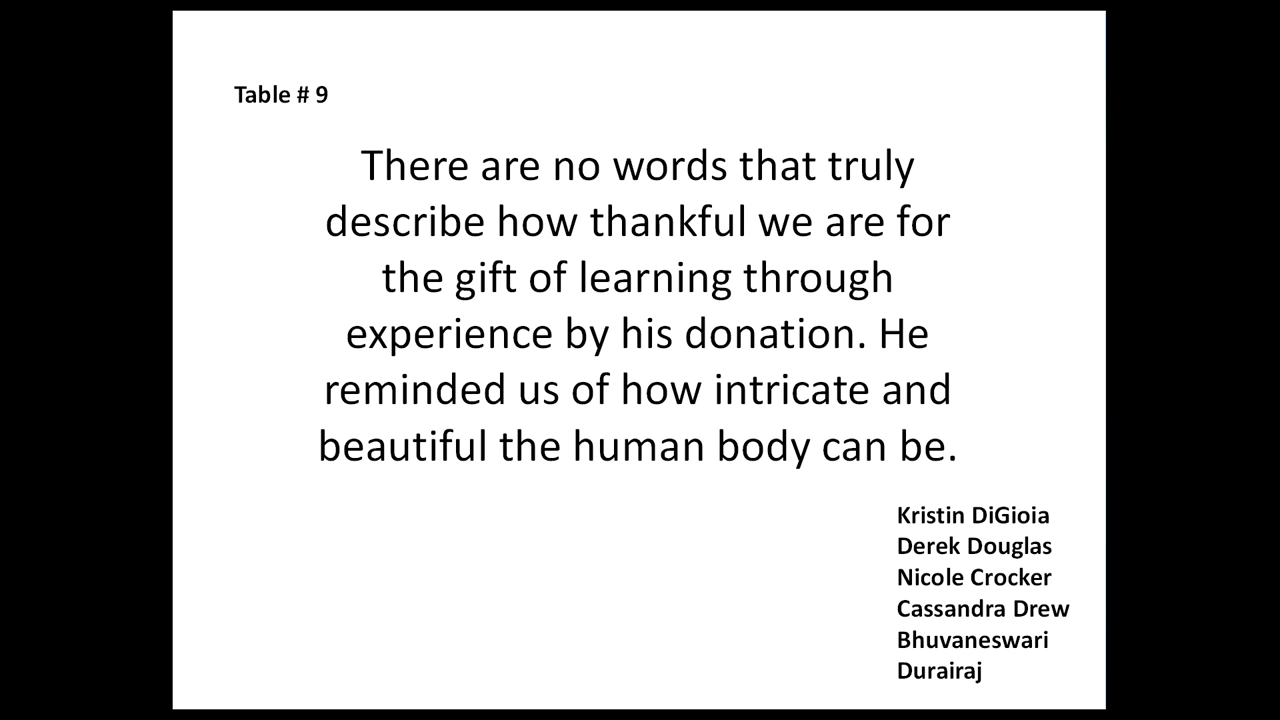 Table # 9
There are no words that truly
describe how thankful we are for
the gift of learning through
experience by his donation. He
reminded us of how intricate and
beautiful the human body can be.
Kristin DiGioia
Derek Douglas
Nicole Crocker
Cassandra Drew
Bhuvaneswari
Durairaj